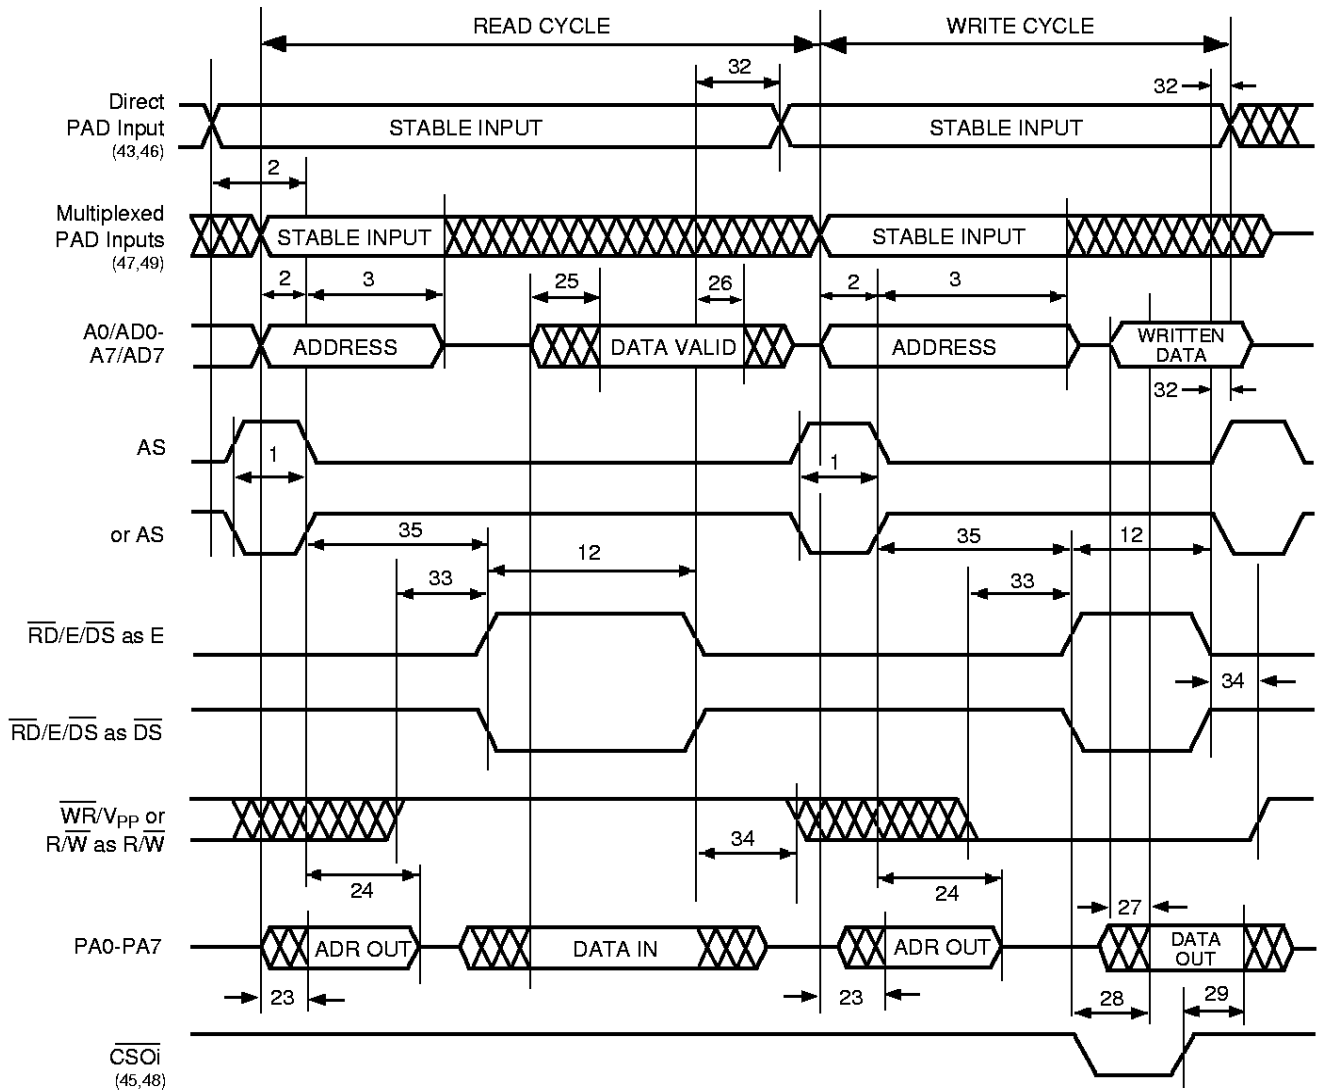 READ CYCLE WRITE CYCLE
32 32
Direct
PAD Input
(43,46)
STABLE INPUT STABLE INPUT
2
Multiplexed
PAD Inputs
(47,49)
STABLE INPUT STABLE INPUT
2 3 25 26 2 3
A0/AD0-
A7/AD7
ADDRESS DATA VALID ADDRESS WRITTEN
DATA
32
AS
1 1
or AS
35 12 35 12
33 33
RD/E/DS as E
34
RD/E/DS as DS
WR/VPP or
R/W as R/W
34
24 24
27
PA0-PA7
ADR OUT DATA IN ADR OUT DATA
OUT
23 23 28 29
CSOi
(45,48)